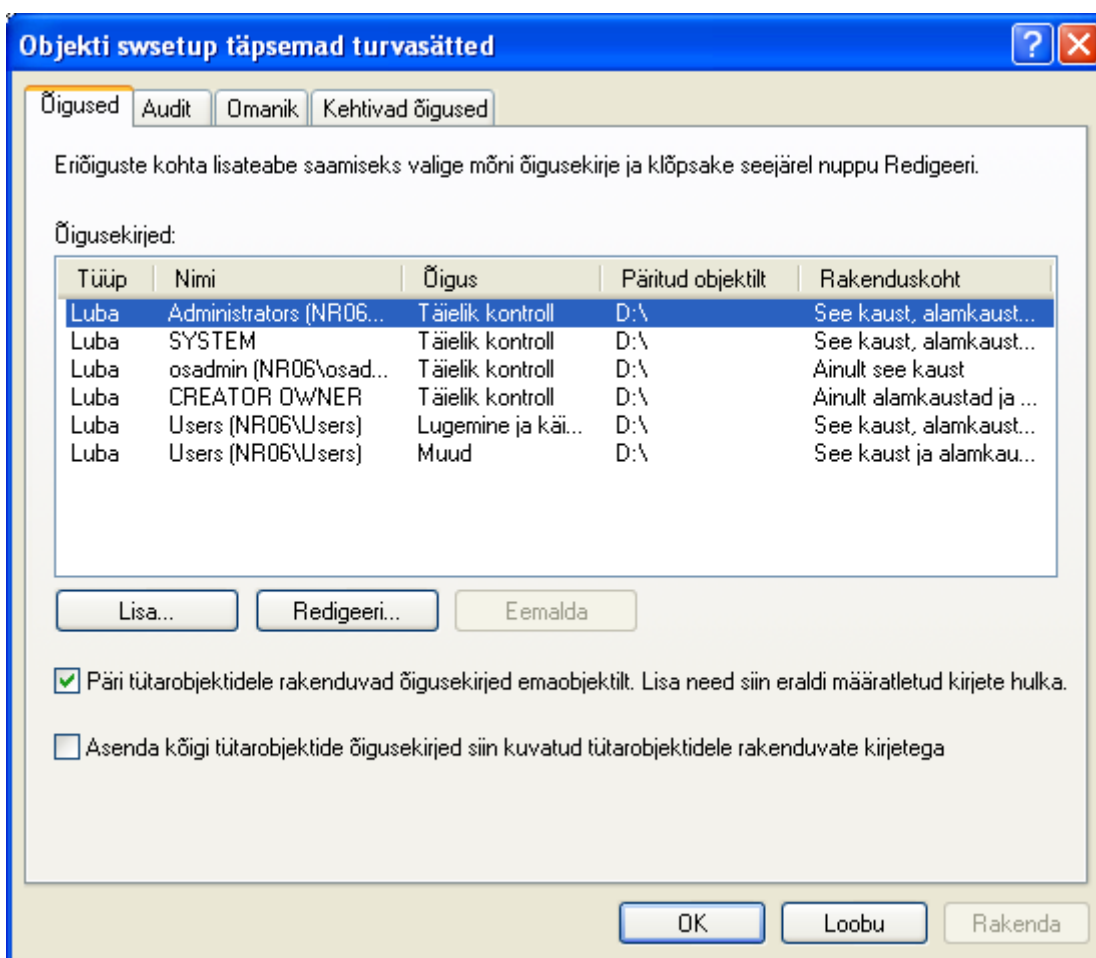 Objekti swsetup täpsemad turvasätted
Õigused Audit Omanik Kehtivad õigused
Eriõiguste kohta lisateabe saamiseks valige mõni õigusekirje ja klõpsake seejärel nuppu Redigeeri.
Õigusekirjed:
Tüüp Nimi Õigus Päritud objektilt Rakenduskoht
Luba Administrators (NR06... Täielik kontroll D:\ See kaust, alamkaust...
Luba SYSTEM Täielik kontroll D:\ See kaust, alamkaust...
Luba osadmin (NR06\osad... Täielik kontroll D:\ Ainult see kaust
Luba CREATOR OWNER Täielik kontroll D:\ Ainult alamkaustad ja ...
Luba Users (NR06\Users) Lugemine ja käi... D:\ See kaust, alamkaust...
Luba Users (NR06\Users) Muud D:\ See kaust ja alamkau...
Lisa... Redigeeri... Eemalda
Päri tütarobjektidele rakenduvad õigusekirjed emaobjektilt. Lisa need siin eraldi määratletud kirjete hulka.
Asenda kõigi tütarobjektide õigusekirjed siin kuvatud tütarobjektidele rakenduvate kirjetega
OK Loobu Rakenda